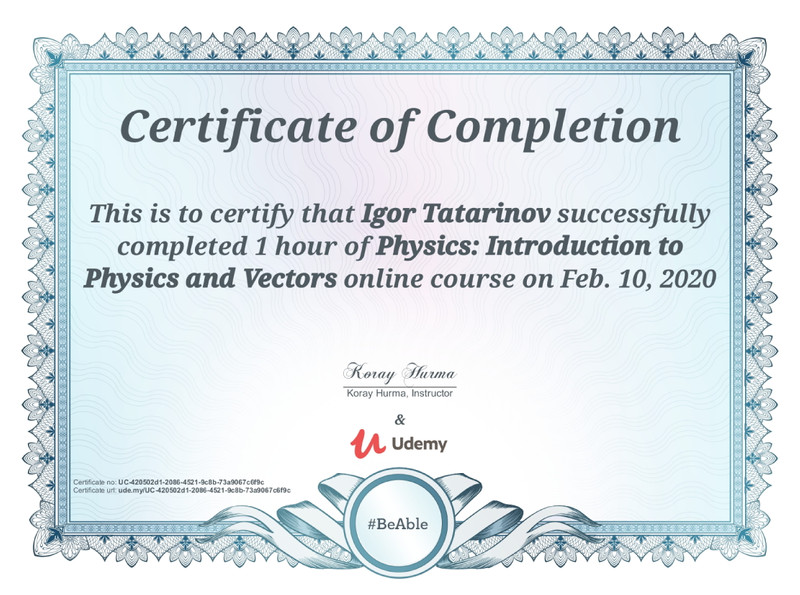 Certificate of Completion
This is to certify that Igor Tatarinov successfully
completed 1 hour of Physics: Introduction to
Physics and Vectors online course on Feb. 10, 2020
Koray Hurma
Koray Hurma, Instructor
&
Udemy
Certificate no: UC-420502d1-2086-4521-9c8b-73a9067c6f9c
Certificate url: ude.my/UC-420502d1-2086-4521-9c8b-73a9067c6f9c
#BeAble